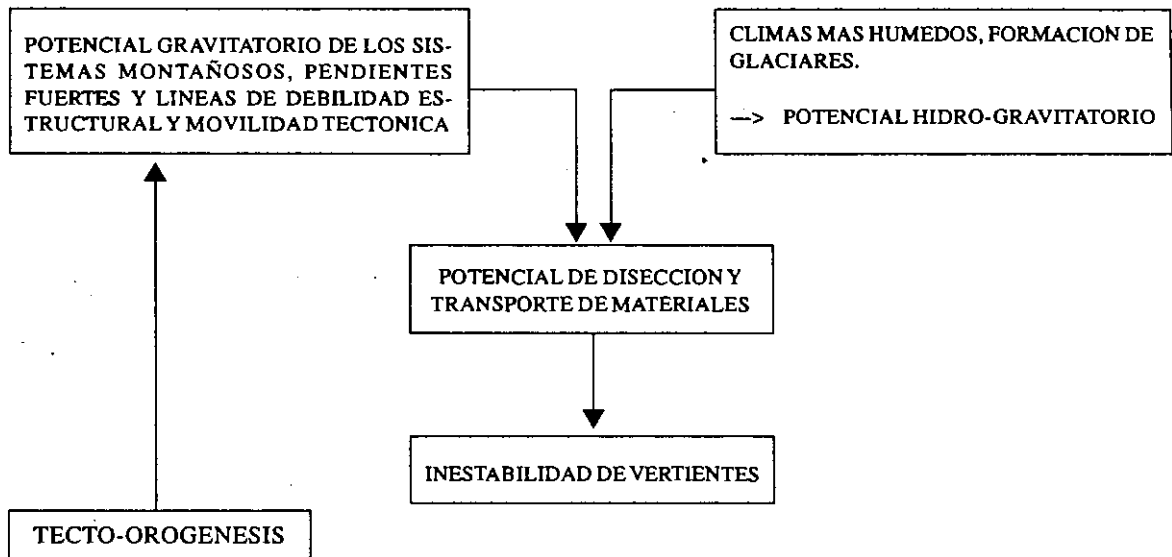 POTENCIAL GRAVITATORIO DE LOS SIS-
TEMAS MONTAÑOSOS, PENDIENTES
FUERTES Y LINEAS DE DEBILIDAD ES-
TRUCTURAL Y MOVILIDAD TECTONICA
CLIMAS MAS HUMEDOS, FORMACION DE
GLACIARES.
—> POTENCIAL HIDRO-GRAVITATORIO
POTENCIAL DE DISECCION Y
TRANSPORTE DE MATERIALES
INESTABILIDAD DE VERTIENTES
TECTO-OROGENESIS